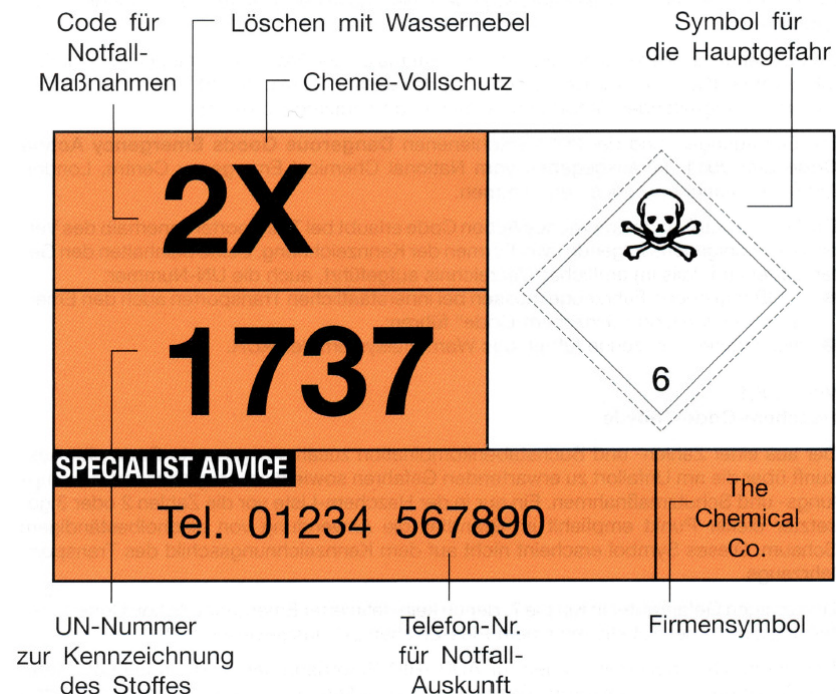 Code für
Notfall-
Maßnahmen
Löschen mit Wassernebel
Chemie-Vollschutz
Symbol für
die Hauptgefahr
2X
1737
6
SPECIALIST ADVICE
Tel. 01234 567890
The
Chemical
Co.
UN-Nummer
zur Kennzeichnung
des Stoffes
Telefon-Nr.
für Notfall-
Auskunft
Firmensymbol